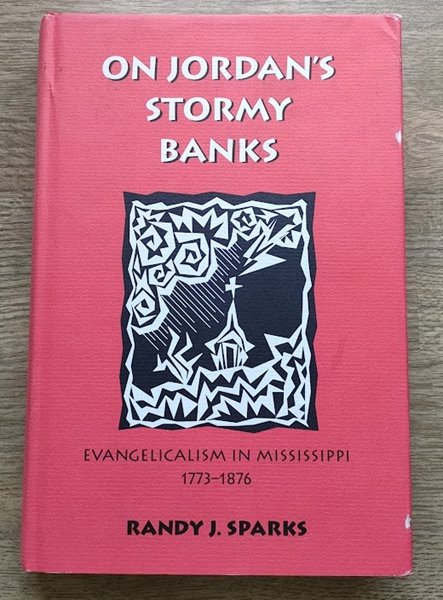 ON JORDAN'S
STORMY
BANKS
EVANGELICALISM IN MISSISSIPPI
1773–1876
RANDY J. SPARKS